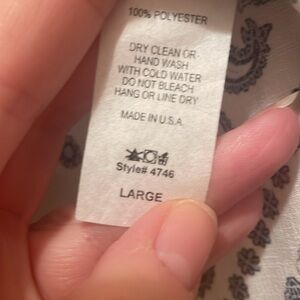 100% POLYESTER
DRY CLEAN OR
HAND WASH
WITH COLD WATER
DO NOT BLEACH
HANG OR LINE DRY
MADE IN U.S.A
Style# 4746
LARGE